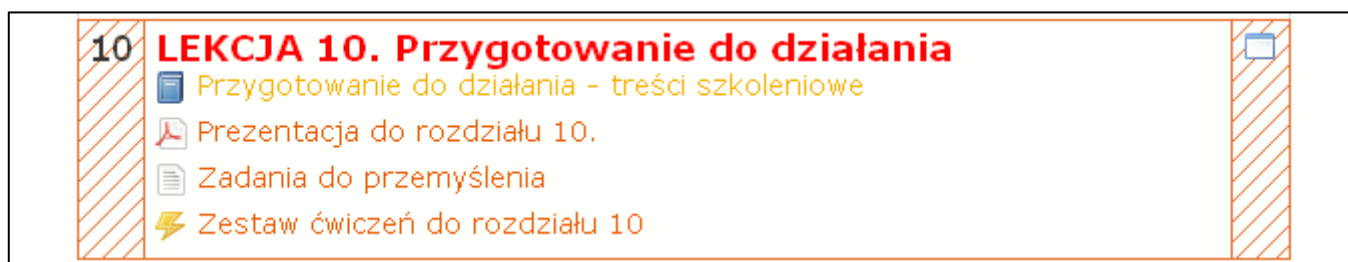 10 LEKCJA 10. Przygotowanie do działania
Przygotowanie do działania - treści szkoleniowe
Prezentacja do rozdziału 10.
Zadania do przemyślenia
Zestaw ćwiczeń do rozdziału 10